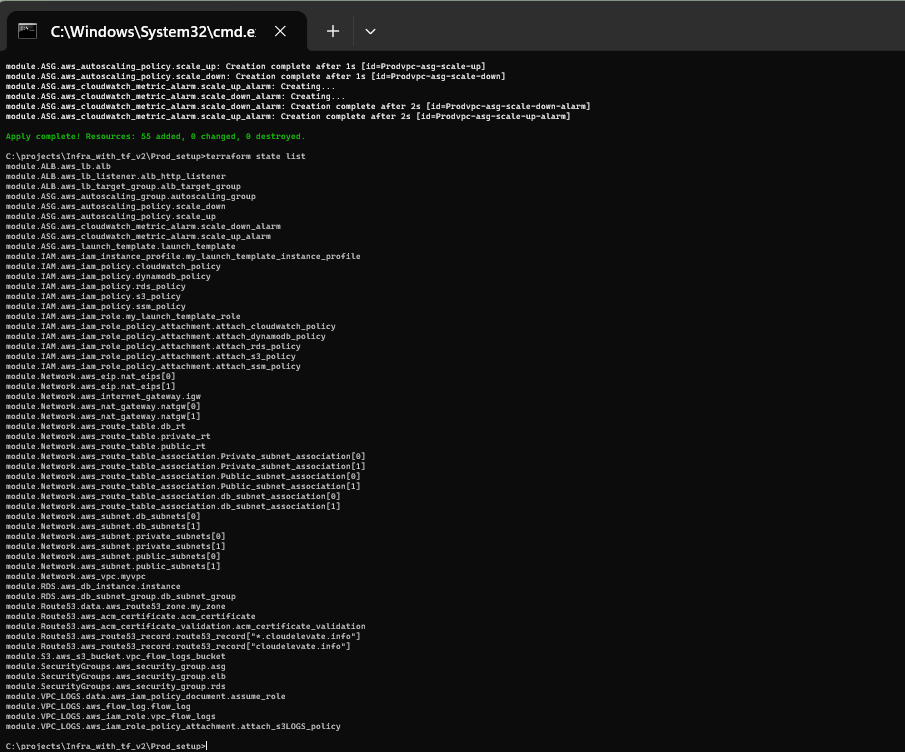 C:\Windows\System32\cmd.e
module.ASG.aws_autoscaling_policy.scale_up: Creation complete after 1s [id=Prodvpc-asg-scale-up]
module.ASG.aws_autoscaling_policy.scale_down: Creation complete after 1s [id=Prodvpc-asg-scale-down]
module.ASG.aws_cloudwatch_metric_alarm.scale_up_alarm: Creating...
module.ASG.aws_cloudwatch_metric_alarm.scale_down_alarm: Creating...
module.ASG.aws_cloudwatch_metric_alarm.scale_down_alarm: Creation complete after 2s [id=Prodvpc-asg-scale-down-alarm]
module.ASG.aws_cloudwatch_metric_alarm.scale_up_alarm: Creation complete after 2s [id=Prodvpc-asg-scale-up-alarm]
Apply complete! Resources: 55 added, 0 changed, 0 destroyed.
C:\projects\Infra_with_tf_v2\Prod_setup>terraform state list
module.ALB.aws_lb.alb
module.ALB.aws_lb_listener.alb_http_listener
module.ALB.aws_lb_target_group.alb_target_group
module.ASG.aws_autoscaling_group.autoscaling_group
module.ASG.aws_autoscaling_policy.scale_down
module.ASG.aws_autoscaling_policy.scale_up
module.ASG.aws_cloudwatch_metric_alarm.scale_down_alarm
module.ASG.aws_cloudwatch_metric_alarm.scale_up_alarm
module.ASG.aws_launch_template.launch_template
module.IAM.aws_iam_instance_profile.my_launch_template_instance_profile
module.IAM.aws_iam_policy.cloudwatch_policy
module.IAM.aws_iam_policy.dynamodb_policy
module.IAM.aws_iam_policy.rds_policy
module.IAM.aws_iam_policy.s3_policy
module.IAM.aws_iam_policy.ssm_policy
module.IAM.aws_iam_role.my_launch_template_role
module.IAM.aws_iam_role_policy_attachment.attach_cloudwatch_policy
module.IAM.aws_iam_role_policy_attachment.attach_dynamodb_policy
module.IAM.aws_iam_role_policy_attachment.attach_rds_policy
module.IAM.aws_iam_role_policy_attachment.attach_s3_policy
module.IAM.aws_iam_role_policy_attachment.attach_ssm_policy
module.Network.aws_eip.nat_eips[0]
module.Network.aws_eip.nat_eips[1]
module.Network.aws_internet_gateway.igw
module.Network.aws_nat_gateway.natgw[0]
module.Network.aws_nat_gateway.natgw[1]
module.Network.aws_route_table.db_rt
module.Network.aws_route_table.private_rt
module.Network.aws_route_table.public_rt
module.Network.aws_route_table_association.Private_subnet_association[0]
module.Network.aws_route_table_association.Private_subnet_association[1]
module.Network.aws_route_table_association.Public_subnet_association[0]
module.Network.aws_route_table_association.Public_subnet_association[1]
module.Network.aws_route_table_association.db_subnet_association[0]
module.Network.aws_route_table_association.db_subnet_association[1]
module.Network.aws_subnet.db_subnets[0]
module.Network.aws_subnet.db_subnets[1]
module.Network.aws_subnet.private_subnets[0]
module.Network.aws_subnet.private_subnets[1]
module.Network.aws_subnet.public_subnets[0]
module.Network.aws_subnet.public_subnets[1]
module.Network.aws_vpc.myvpc
module.RDS.aws_db_instance.instance
module.RDS.aws_db_subnet_group.db_subnet_group
module.Route53.data.aws_route53_zone.my_zone
module.Route53.aws_acm_certificate.acm_certificate
module.Route53.aws_acm_certificate_validation.acm_certificate_validation
module.Route53.aws_route53_record.route53_record["*.cloudelevate.info"]
module.Route53.aws_route53_record.route53_record["cloudelevate.info"]
module.S3.aws_s3_bucket.vpc_flow_logs_bucket
module.SecurityGroups.aws_security_group.asg
module.SecurityGroups.aws_security_group.elb
module.SecurityGroups.aws_security_group.rds
module.VPC_LOGS.data.aws_iam_policy_document.assume_role
module.VPC_LOGS.aws_flow_log.flow_log
module.VPC_LOGS.aws_iam_role.vpc_flow_logs
module.VPC_LOGS.aws_iam_role_policy_attachment.attach_s3LOGS_policy
C:\projects\Infra_with_tf_v2\Prod_setup>